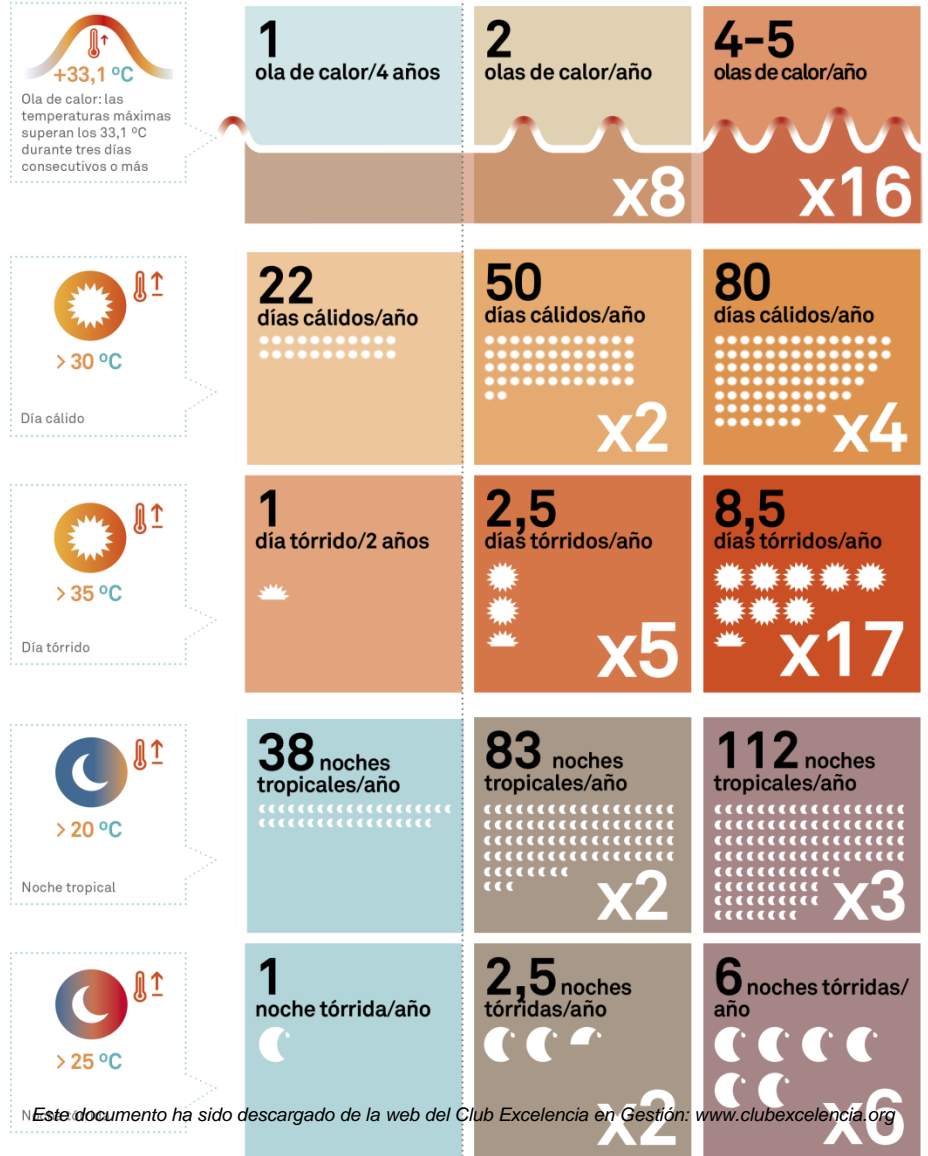 +33,1 ºC
Ola de calor: las
temperaturas máximas
superan los 33,1 ºC
durante tres días
consecutivos o más
1
ola de calor/4 años
2
olas de calor/año
x8
4-5
olas de calor/año
x16
> 30 ºC
Día cálido
22
días cálidos/año
50
días cálidos/año
x2
80
días cálidos/año
x4
> 35 ºC
Día tórrido
1
día tórrido/2 años
2,5
días tórridos/año
x5
8,5
días tórridos/año
x17
> 20 ºC
Noche tropical
38 noches
tropicales/año
83 noches
tropicales/año
x2
112 noches
tropicales/año
x3
> 25 ºC
1
noche tórrida/año
2,5 noches
tórridas/año
x2
6 noches tórridas/
año
x6
Este documento ha sido descargado de la web del Club Excelencia en Gestión: www.clubexcelencia.org